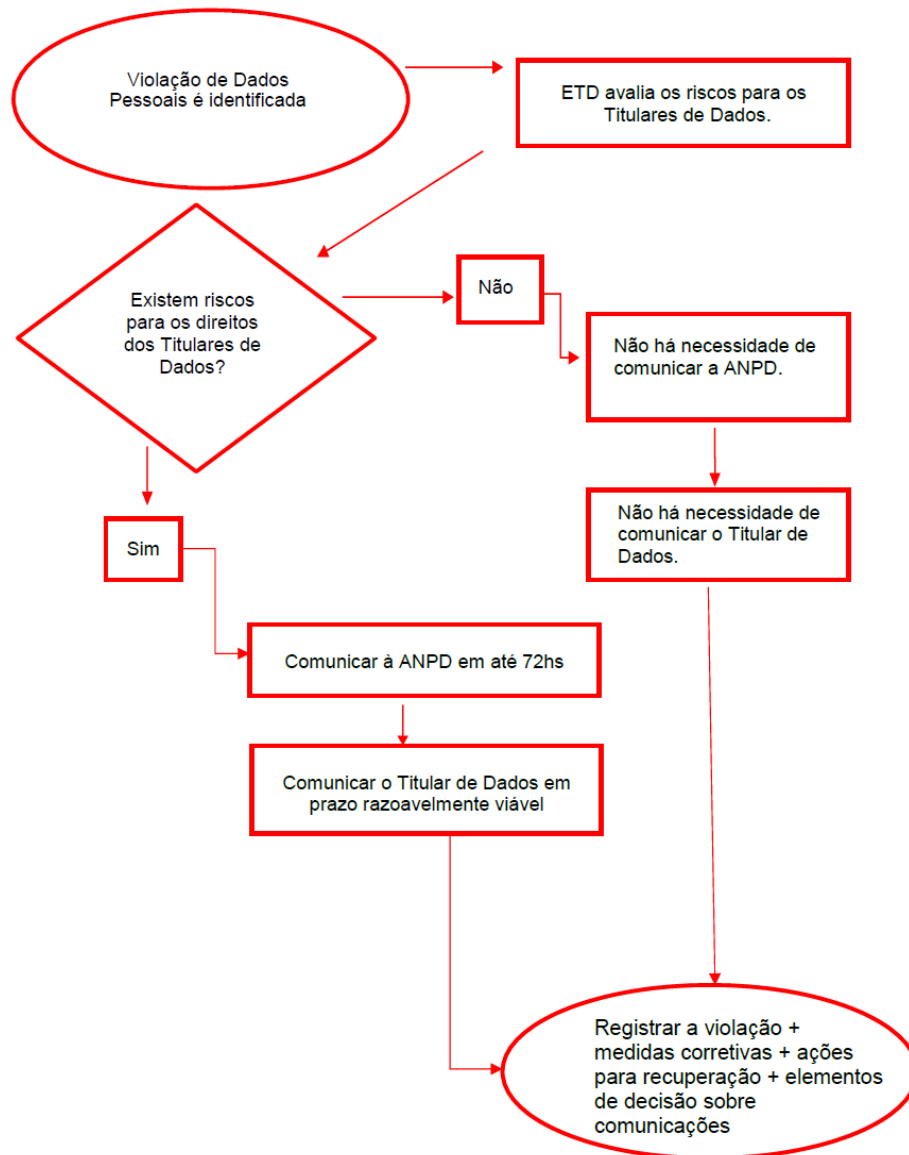 Violação de Dados
Pessoais é identificada
ETD avalia os riscos para os
Titulares de Dados.
Existem riscos
para os direitos
dos Titulares de
Dados?
Não
Não há necessidade de
comunicar a ANPD.
Não há necessidade de
comunicar o Titular de
Dados.
Sim
Comunicar à ANPD em até 72hs
Comunicar o Titular de Dados em
prazo razoavelmente viável
Registrar a violação +
medidas corretivas + ações
para recuperação + elementos
de decisão sobre
comunicações